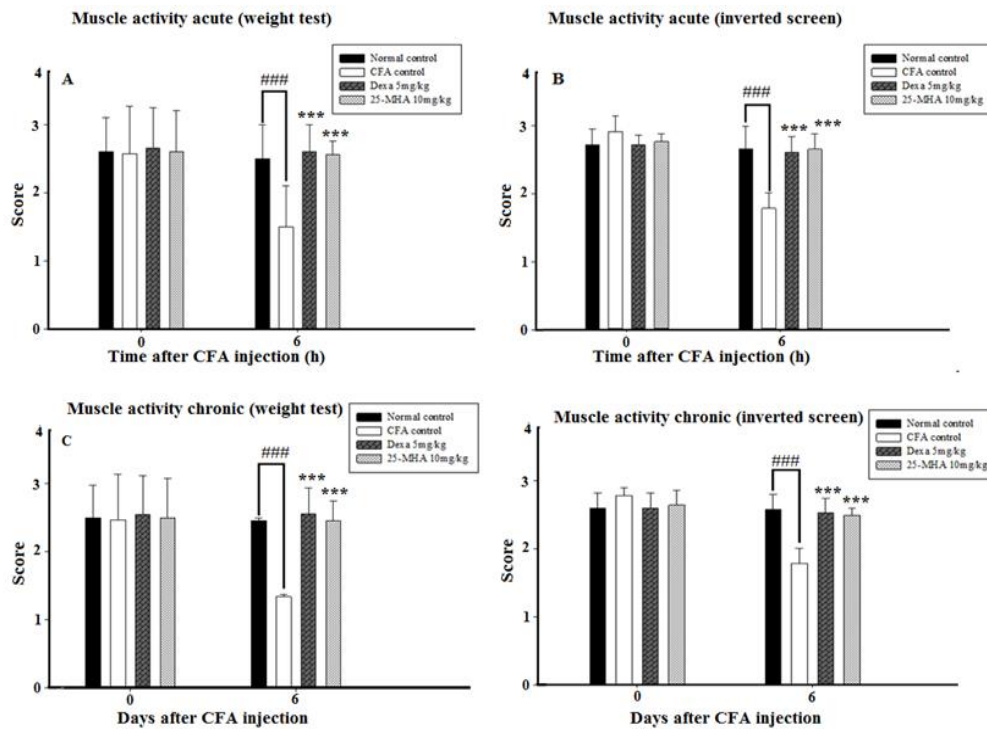 Muscle activity acute (weight test)
A
Normal control
CFA control
Dexa 5mg/kg
25-MHA 10mg/kg
###
***
***
4
3
2
1
0
Score
0
6
Time after CFA injection (h)
Muscle activity acute (inverted screen)
B
Normal control
CFA control
Dexa 5mg/kg
25-MHA 10mg/kg
###
***
***
4
3
2
1
0
Score
0
6
Time after CFA injection (h)
Muscle activity chronic (weight test)
C
Normal control
CFA control
Dexa 5mg/kg
25-MHA 10mg/kg
###
***
***
4
3
2
1
0
Score
0
6
Days after CFA injection
Muscle activity chronic (inverted screen)
Normal control
CFA control
Dexa 5mg/kg
25-MHA 10mg/kg
###
***
***
4
3
2
1
0
Score
0
6
Days after CFA injection